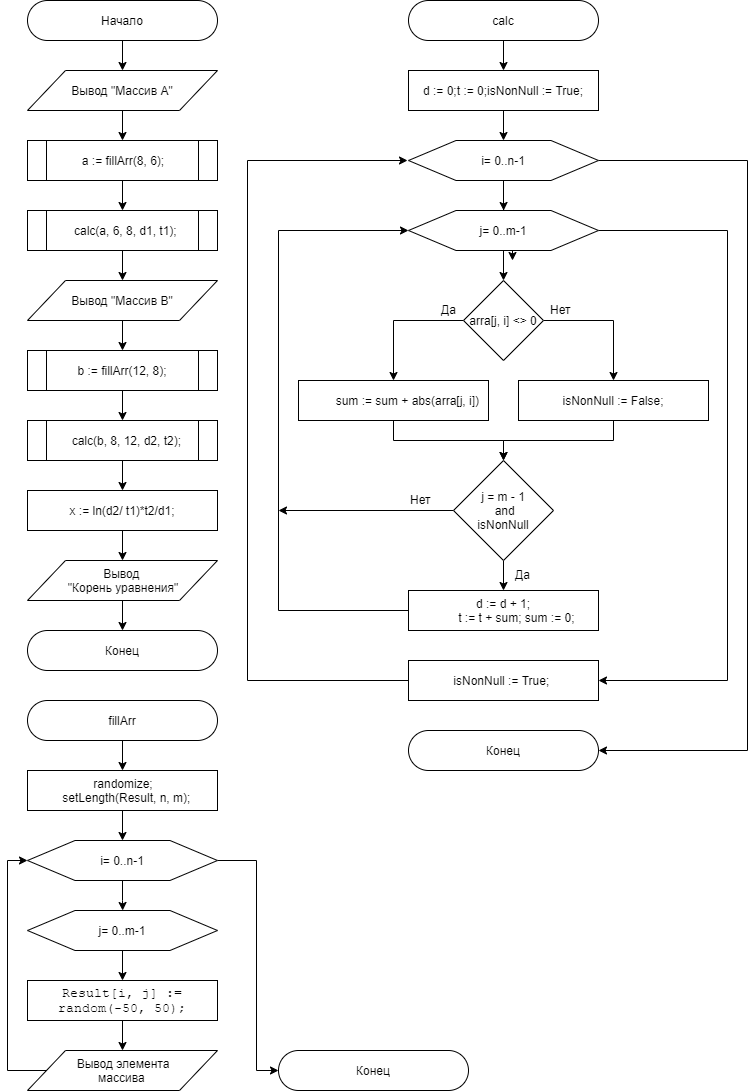 Начало
Вывод "Массив А"
a := fillArr(8, 6);
calc(a, 6, 8, d1, t1);
Вывод "Массив В"
b := fillArr(12, 8);
calc(b, 8, 12, d2, t2);
x := ln(d2/ t1)*t2/d1;
Вывод
"Корень уравнения"
Конец
calc
d := 0;t := 0;isNonNull := True;
i= 0..n-1
j= 0..m-1
Да
arra[j, i] <> 0
Нет
sum := sum + abs(arra[j, i])
isNonNull := False;
Нет
j = m - 1
and
isNonNull
Да
d := d + 1;
t := t + sum; sum := 0;
isNonNull := True;
Конец
fillArr
randomize;
setLength(Result, n, m);
i= 0..n-1
j= 0..m-1
Result[i, j] :=
random(-50, 50);
Вывод элемента
массива
Конец